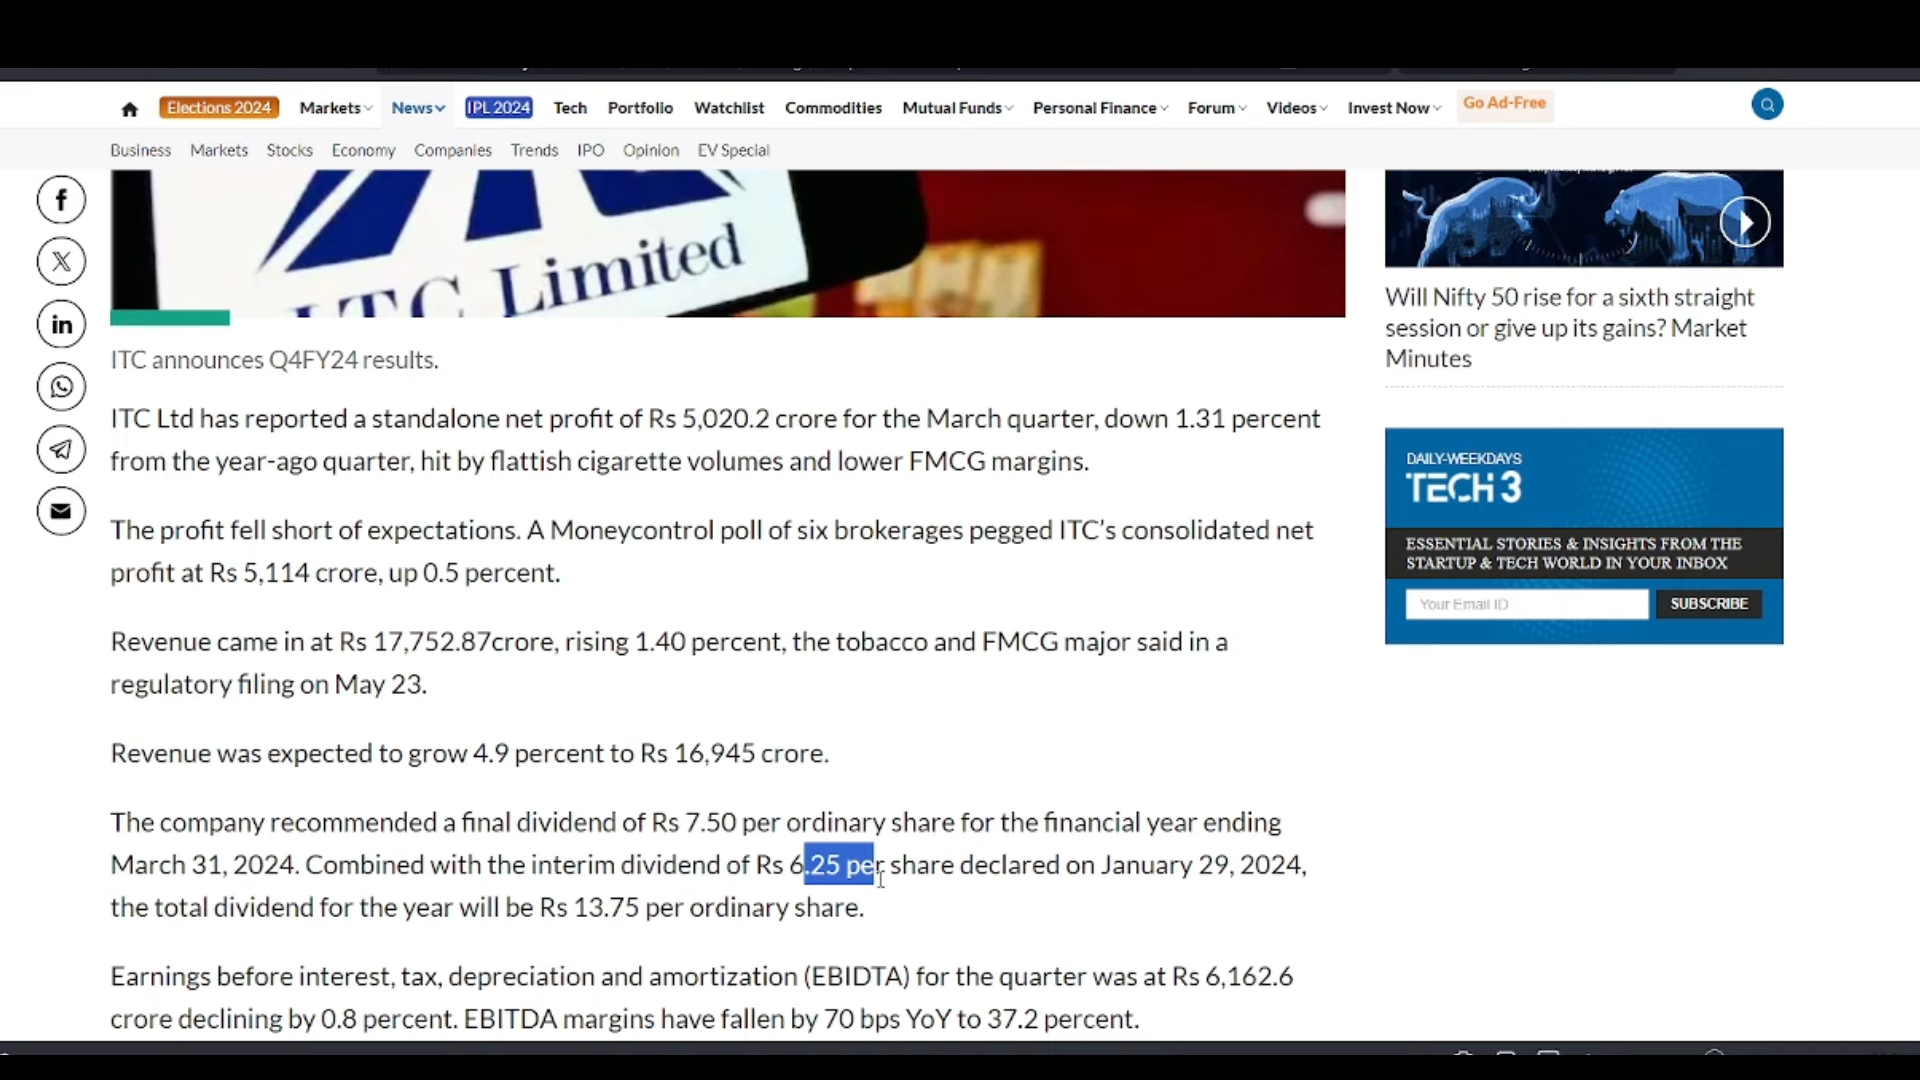 Elections 2024 Markets News IPL 2024 Tech Portfolio Watchlist Commodities Mutual Funds Personal Finance Forum Videos Invest Now Go Ad-Free
Business Markets Stocks Economy Companies Trends IPO Opinion EV Special
ITC Limited
ITC announces Q4FY24 results.
ITC Ltd has reported a standalone net profit of Rs 5,020.2 crore for the March quarter, down 1.31 percent
from the year-ago quarter, hit by flattish cigarette volumes and lower FMCG margins.
The profit fell short of expectations. A Moneycontrol poll of six brokerages pegged ITC’s consolidated net
profit at Rs 5,114 crore, up 0.5 percent.
Revenue came in at Rs 17,752.87crore, rising 1.40 percent, the tobacco and FMCG major said in a
regulatory filing on May 23.
Revenue was expected to grow 4.9 percent to Rs 16,945 crore.
The company recommended a final dividend of Rs 7.50 per ordinary share for the financial year ending
March 31, 2024. Combined with the interim dividend of Rs 6.25 per share declared on January 29, 2024,
the total dividend for the year will be Rs 13.75 per ordinary share.
Earnings before interest, tax, depreciation and amortization (EBIDTA) for the quarter was at Rs 6,162.6
crore declining by 0.8 percent. EBITDA margins have fallen by 70 bps YoY to 37.2 percent.
Will Nifty 50 rise for a sixth straight
session or give up its gains? Market
Minutes
DAILY-WEEKDAYS
TECH 3
ESSENTIAL STORIES & INSIGHTS FROM THE
STARTUP & TECH WORLD IN YOUR INBOX
Your Email ID SUBSCRIBE